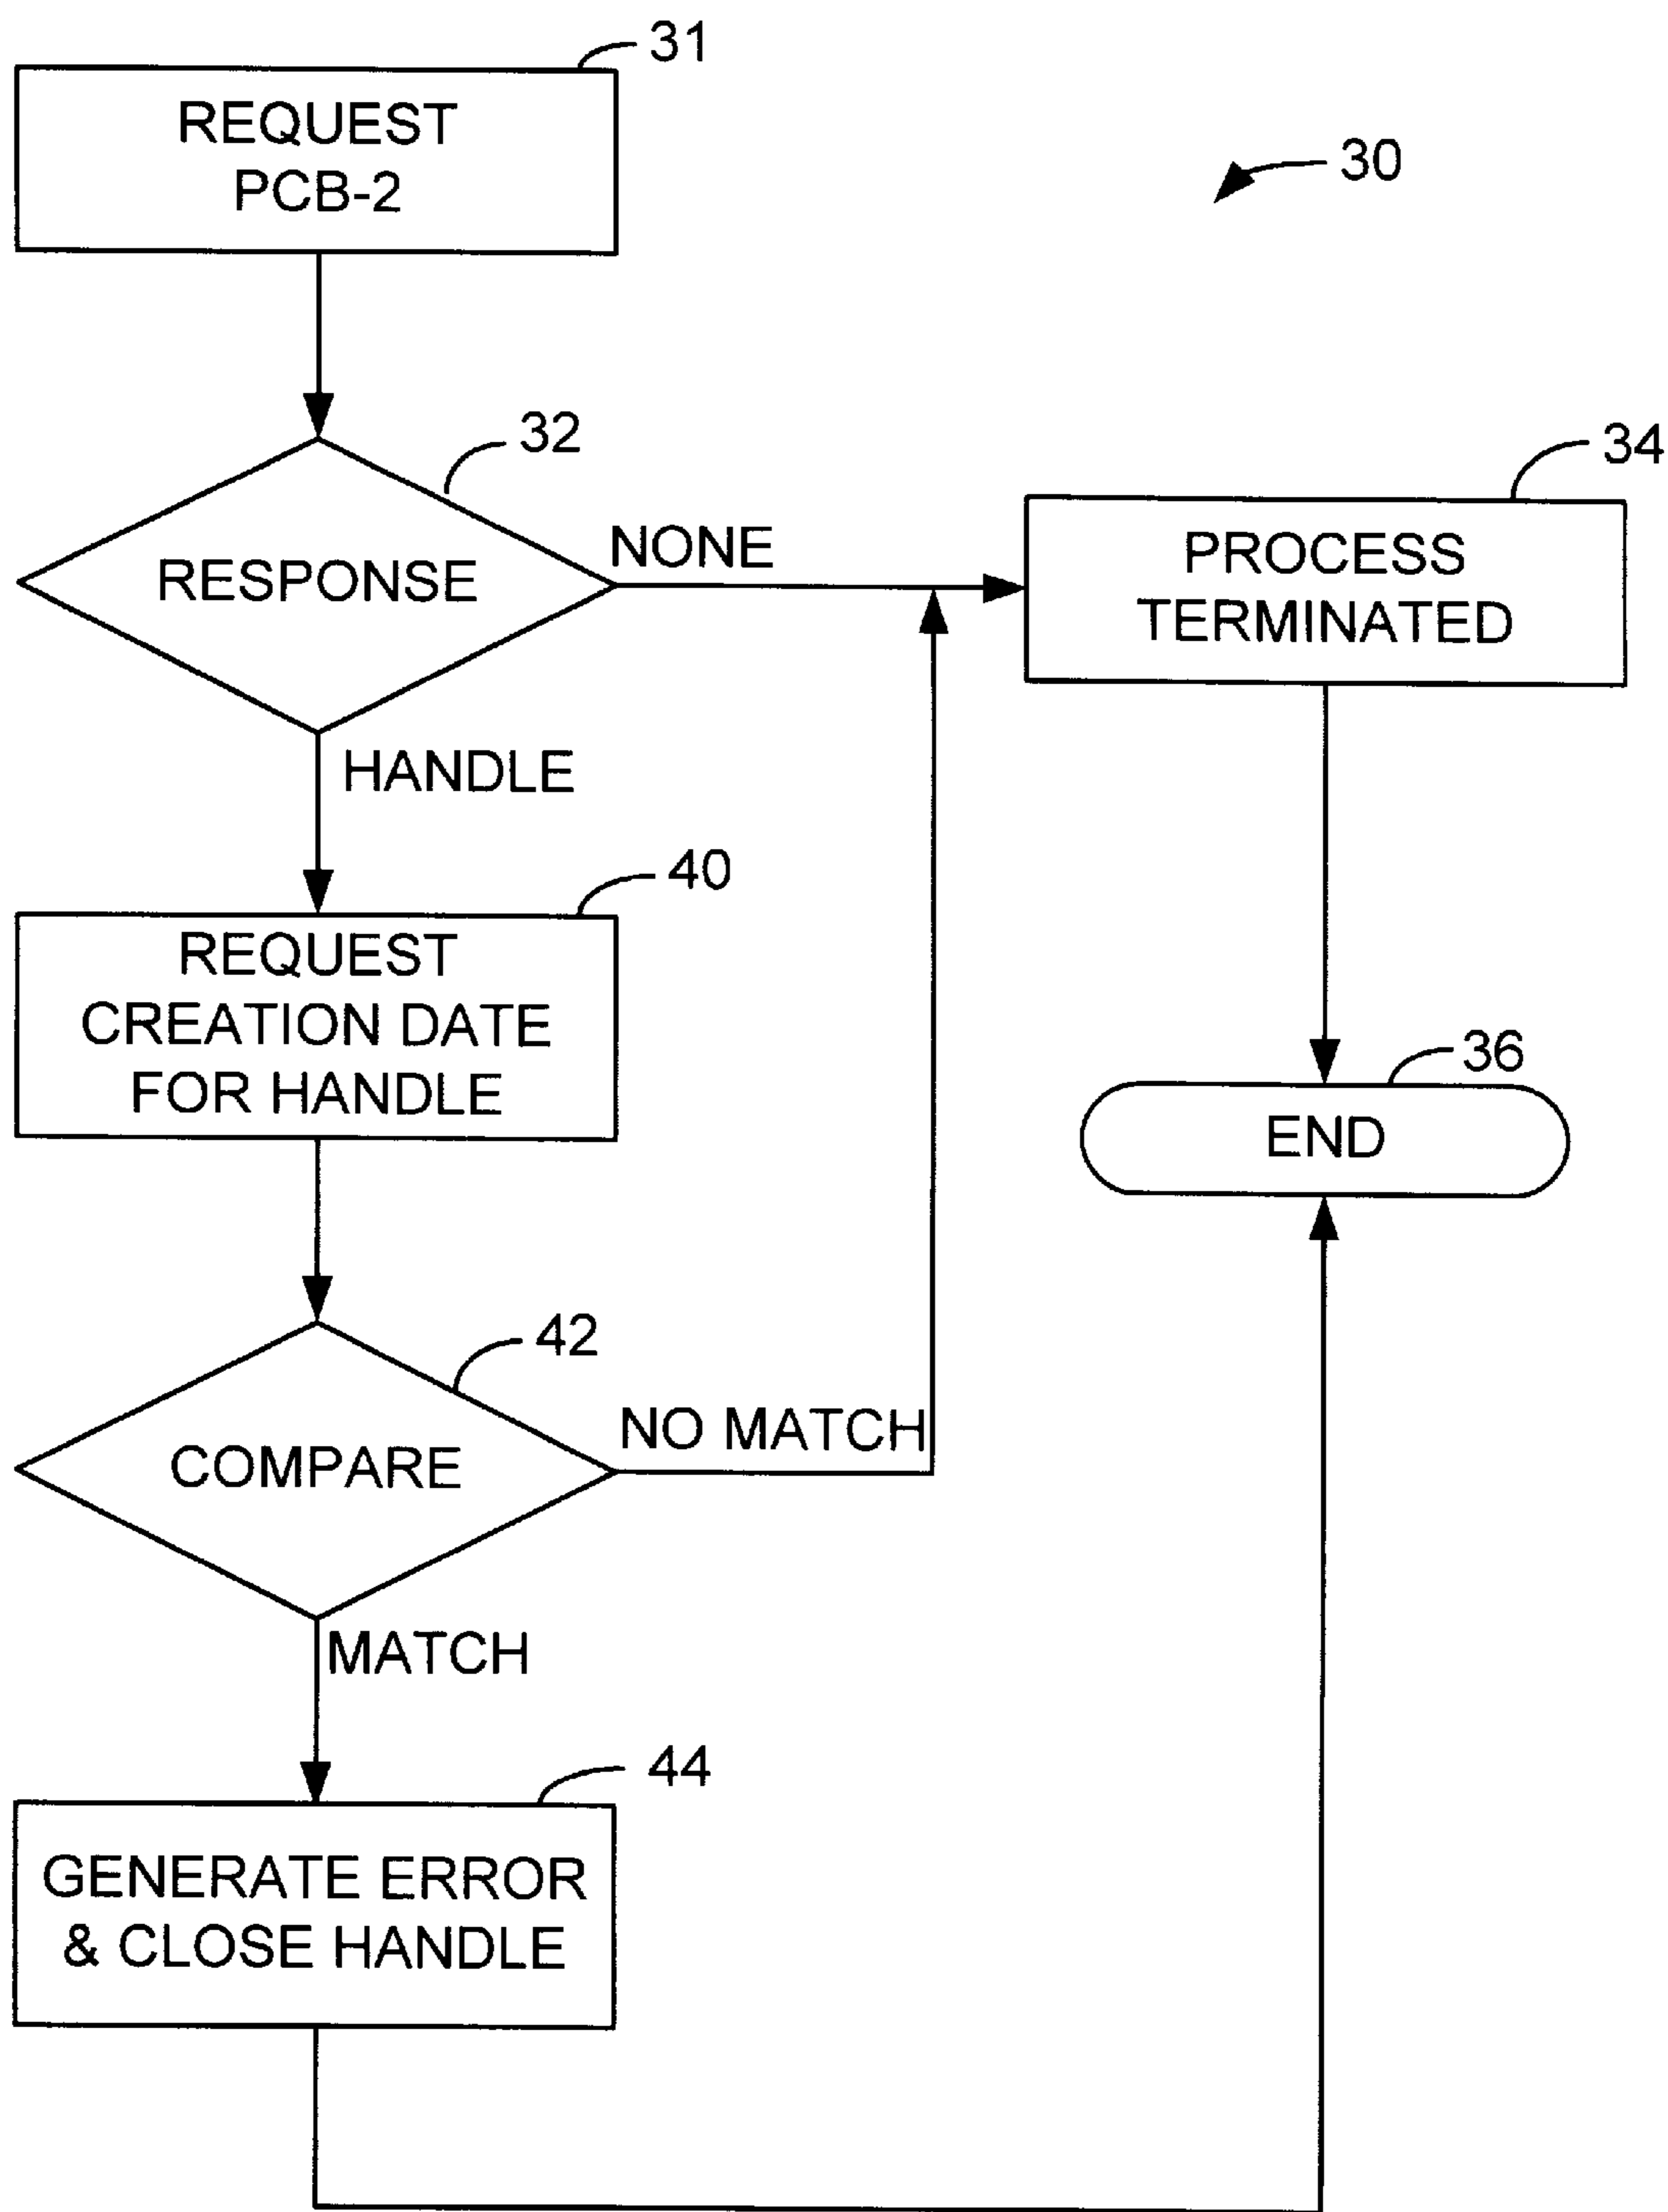 31
REQUEST
PCB-2
30
32
RESPONSE
NONE
34
PROCESS
TERMINATED
HANDLE
40
REQUEST
CREATION DATE
FOR HANDLE
36
END
42
COMPARE
NO MATCH
MATCH
44
GENERATE ERROR
& CLOSE HANDLE